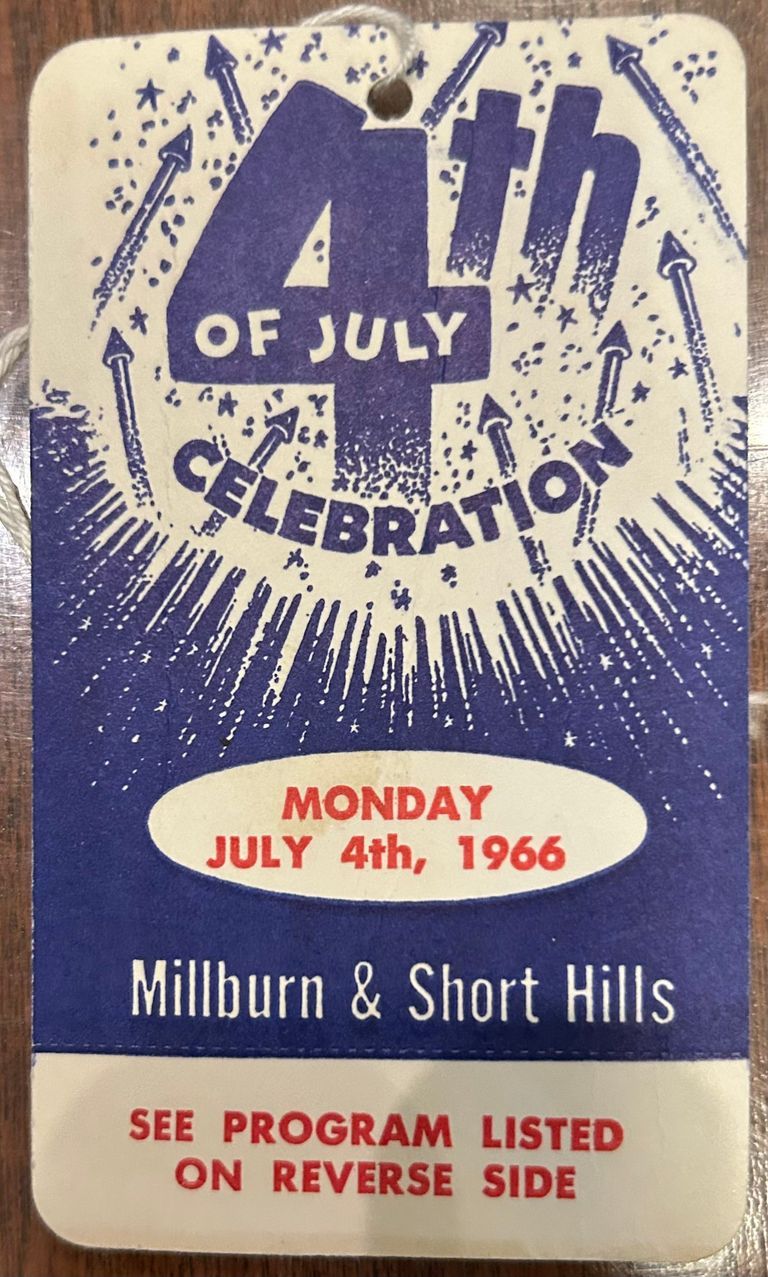 4th
OF JULY
CELEBRATION
MONDAY
JULY 4th, 1966
Millburn & Short Hills
SEE PROGRAM LISTED
ON REVERSE SIDE